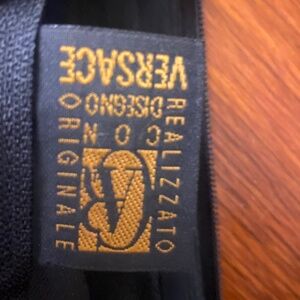 REALIZZATO
CON
DISEGNO
ORIGINALE
VERSACE